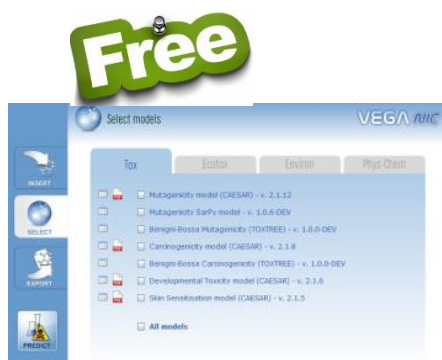 Free
Select models
VEGA NIC
Tox
Ecotox
Environ
Phys-Chem
INSERT
SELECT
EXPORT
PREDICT
Mutagenicity model (CAESAR) - v. 2.1.12
Mutagenicity SarPy model - v. 1.0.6-DEV
Benigni-Bossa Mutagenicity (TOXTREE) - v. 1.0.0-DEV
Carcinogenicity model (CAESAR) - v. 2.1.8
Benigni-Bossa Carcinogenicity (TOXTREE) - v. 1.0.0-DEV
Developmental Toxicity model (CAESAR) - v. 2.1.6
Skin Sensitisation model (CAESAR) - v. 2.1.5
All models